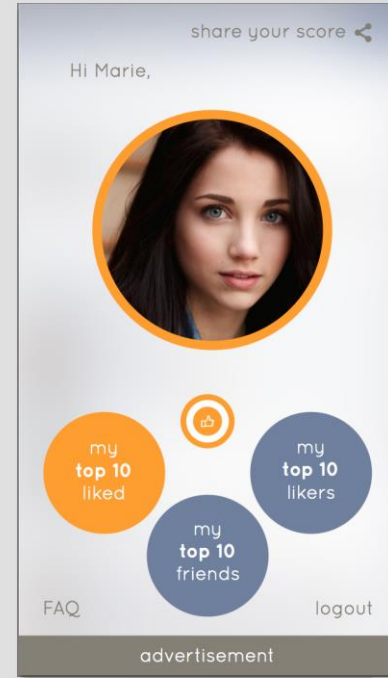 share your score
Hi Marie,
my
top 10
liked
my
top 10
likers
my
top 10
friends
FAQ
logout
advertisement